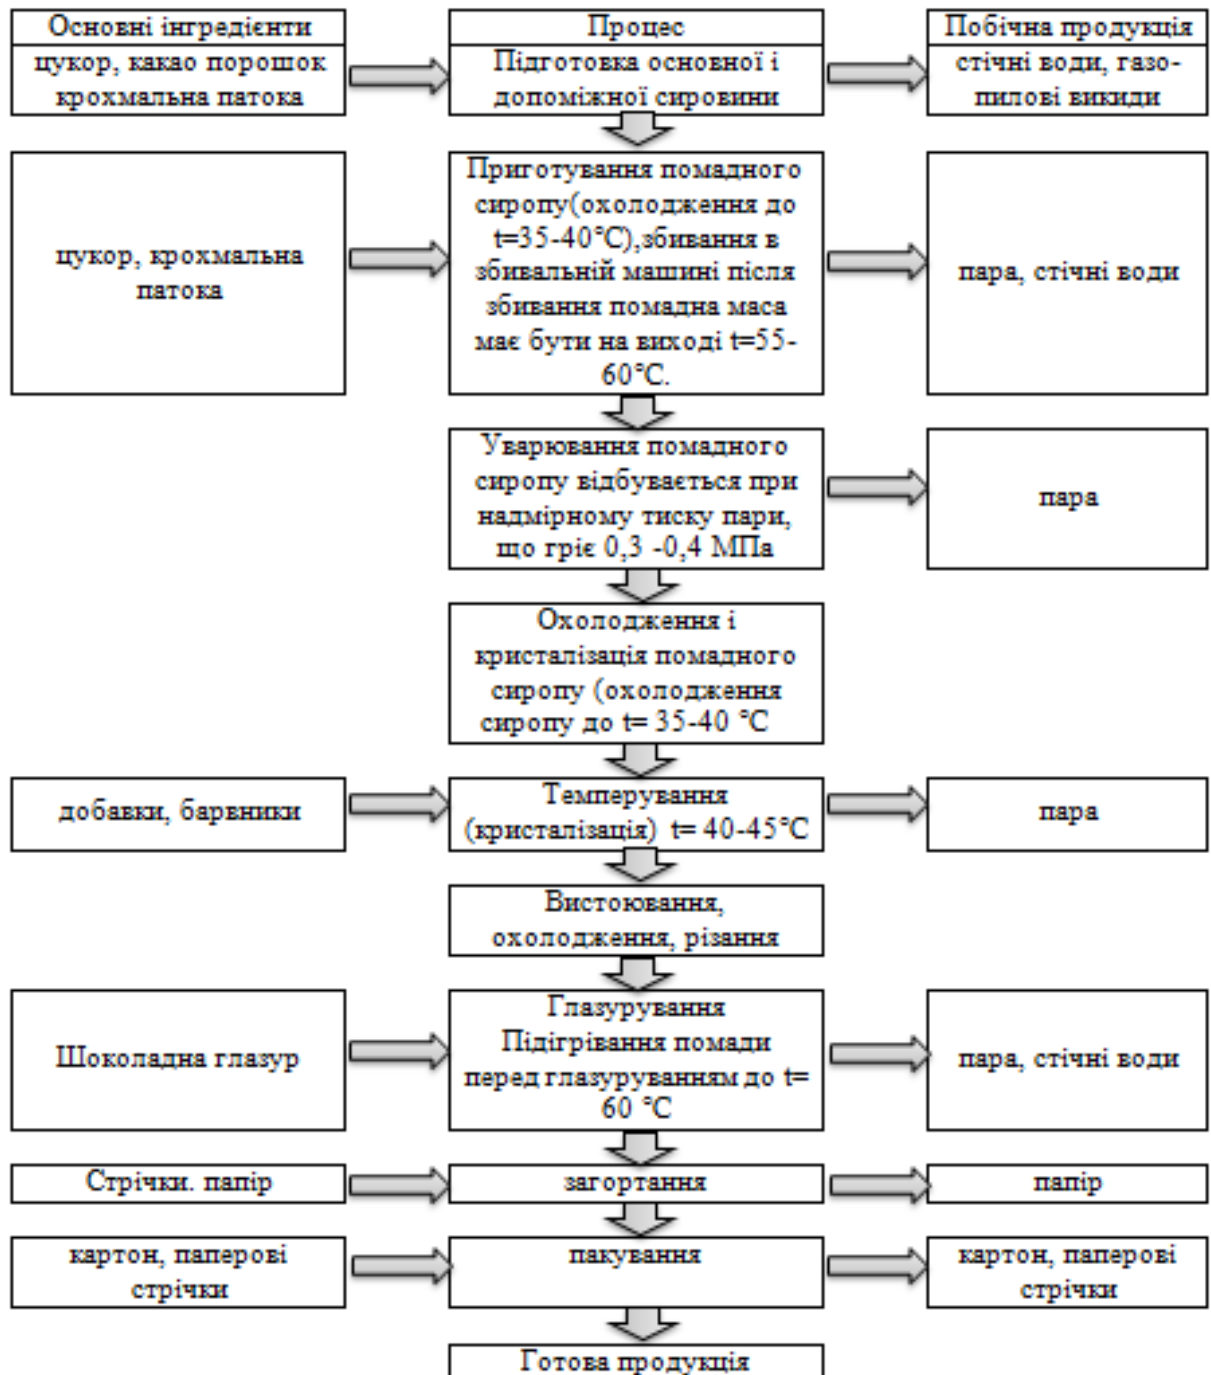 Основні інгредієнти
Процес
Побічна продукція
цукор, какао порошок
крохмальна патока
Підготовка основної і
допоміжної сировини
стічні води, газо-
пилові викиди
цукор, крохмальна
патока
Приготування помадного
сиропу(охолодження до
t=35-40°C),збивання в
збивальній машині після
збивання помадна маса
має бути на виході t=55-
60°C.
пара, стічні води
Уварювання помадного
сиропу відбувається при
надмірному тиску пари,
що гріє 0,3 -0,4 МПа
пара
Охолодження і
кристалізація помадного
сиропу (охолодження
сиропу до t= 35-40 °C
добавки, барвники
Темперування
(кристалізація) t= 40-45°C
пара
Вистоювання,
охолодження, різання
Шоколадна глазур
Глазурування
Підігрівання помади
перед глазуруванням до t=
60 °C
пара, стічні води
Стрічки. папір
загортання
папір
картон, паперові
стрічки
пакування
картон, паперові
стрічки
Готова продукція